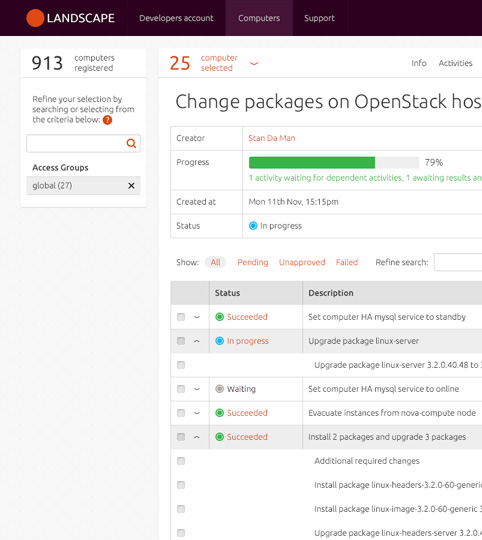 LANDSCAPE
Developers account
Computers
Support
913 computers registered
25 computer selected
Info
Activities
Refine your selection by
searching or selecting from
the criteria below: ?
Access Groups
global (27)
Change packages on OpenStack hos
Creator
Stan Da Man
Progress
79%
1 activity waiting for dependent activities, 1 awaiting results an
Created at
Mon 11th Nov, 15:15pm
Status
In progress
Show: All Pending Unapproved Failed Refine search:
Status Description
Succeeded Set computer HA mysql service to standby
In progress Upgrade package linux-server
Upgrade package linux-server 3.2.0.40.48 to
Waiting Set computer HA mysql service to online
Succeeded Evacuate instances from nova-compute node
Succeeded Install 2 packages and upgrade 3 packages
Additional required changes
Install package linux-headers-3.2.0-60-generic
Install package linux-image-3.2.0-60-generic
Upgrade package linux-headers-server 3.2.0.4